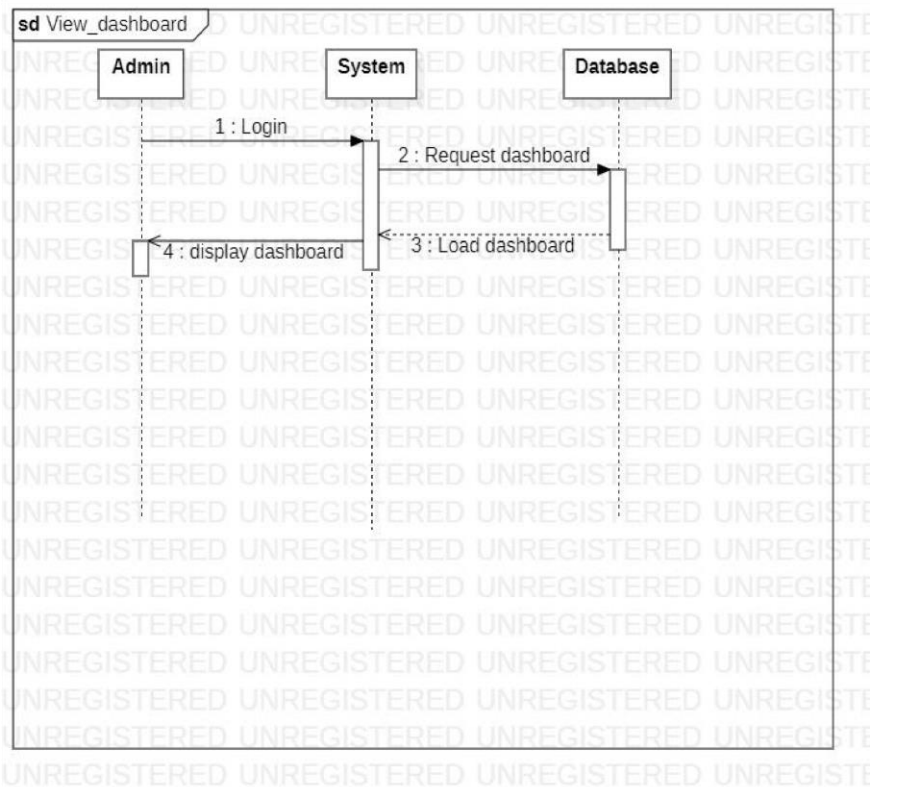 sd View_dashboard
Admin
System
Database
1 : Login
2 : Request dashboard
3 : Load dashboard
4 : display dashboard
UNREGISTERED UNREGISTERED UNREGISTERED UNREGISTE